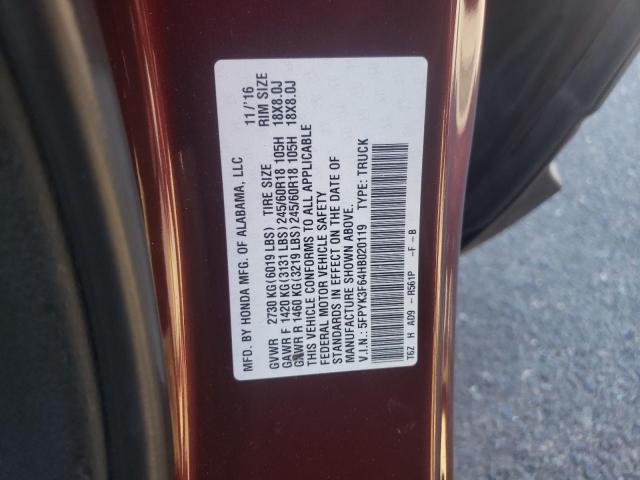 MFD. BY HONDA MFG. OF ALABAMA, LLC 11/'16
GVWR 2730 KG(6019 LBS) TIRE SIZE RIM SIZE
GAWR F 1420 KG(3131 LBS) 245/60R18 105H 18X8.0J
GAWR R 1460 KG(3219 LBS) 245/60R18 105H 18X8.0J
THIS VEHICLE CONFORMS TO ALL APPLICABLE
FEDERAL MOTOR VEHICLE SAFETY
STANDARDS IN EFFECT ON THE DATE OF
MANUFACTURE SHOWN ABOVE.
V.I.N.: 5FPYK3F64HB020119 TYPE: TRUCK
T6Z H AD9 - R561P -F -B